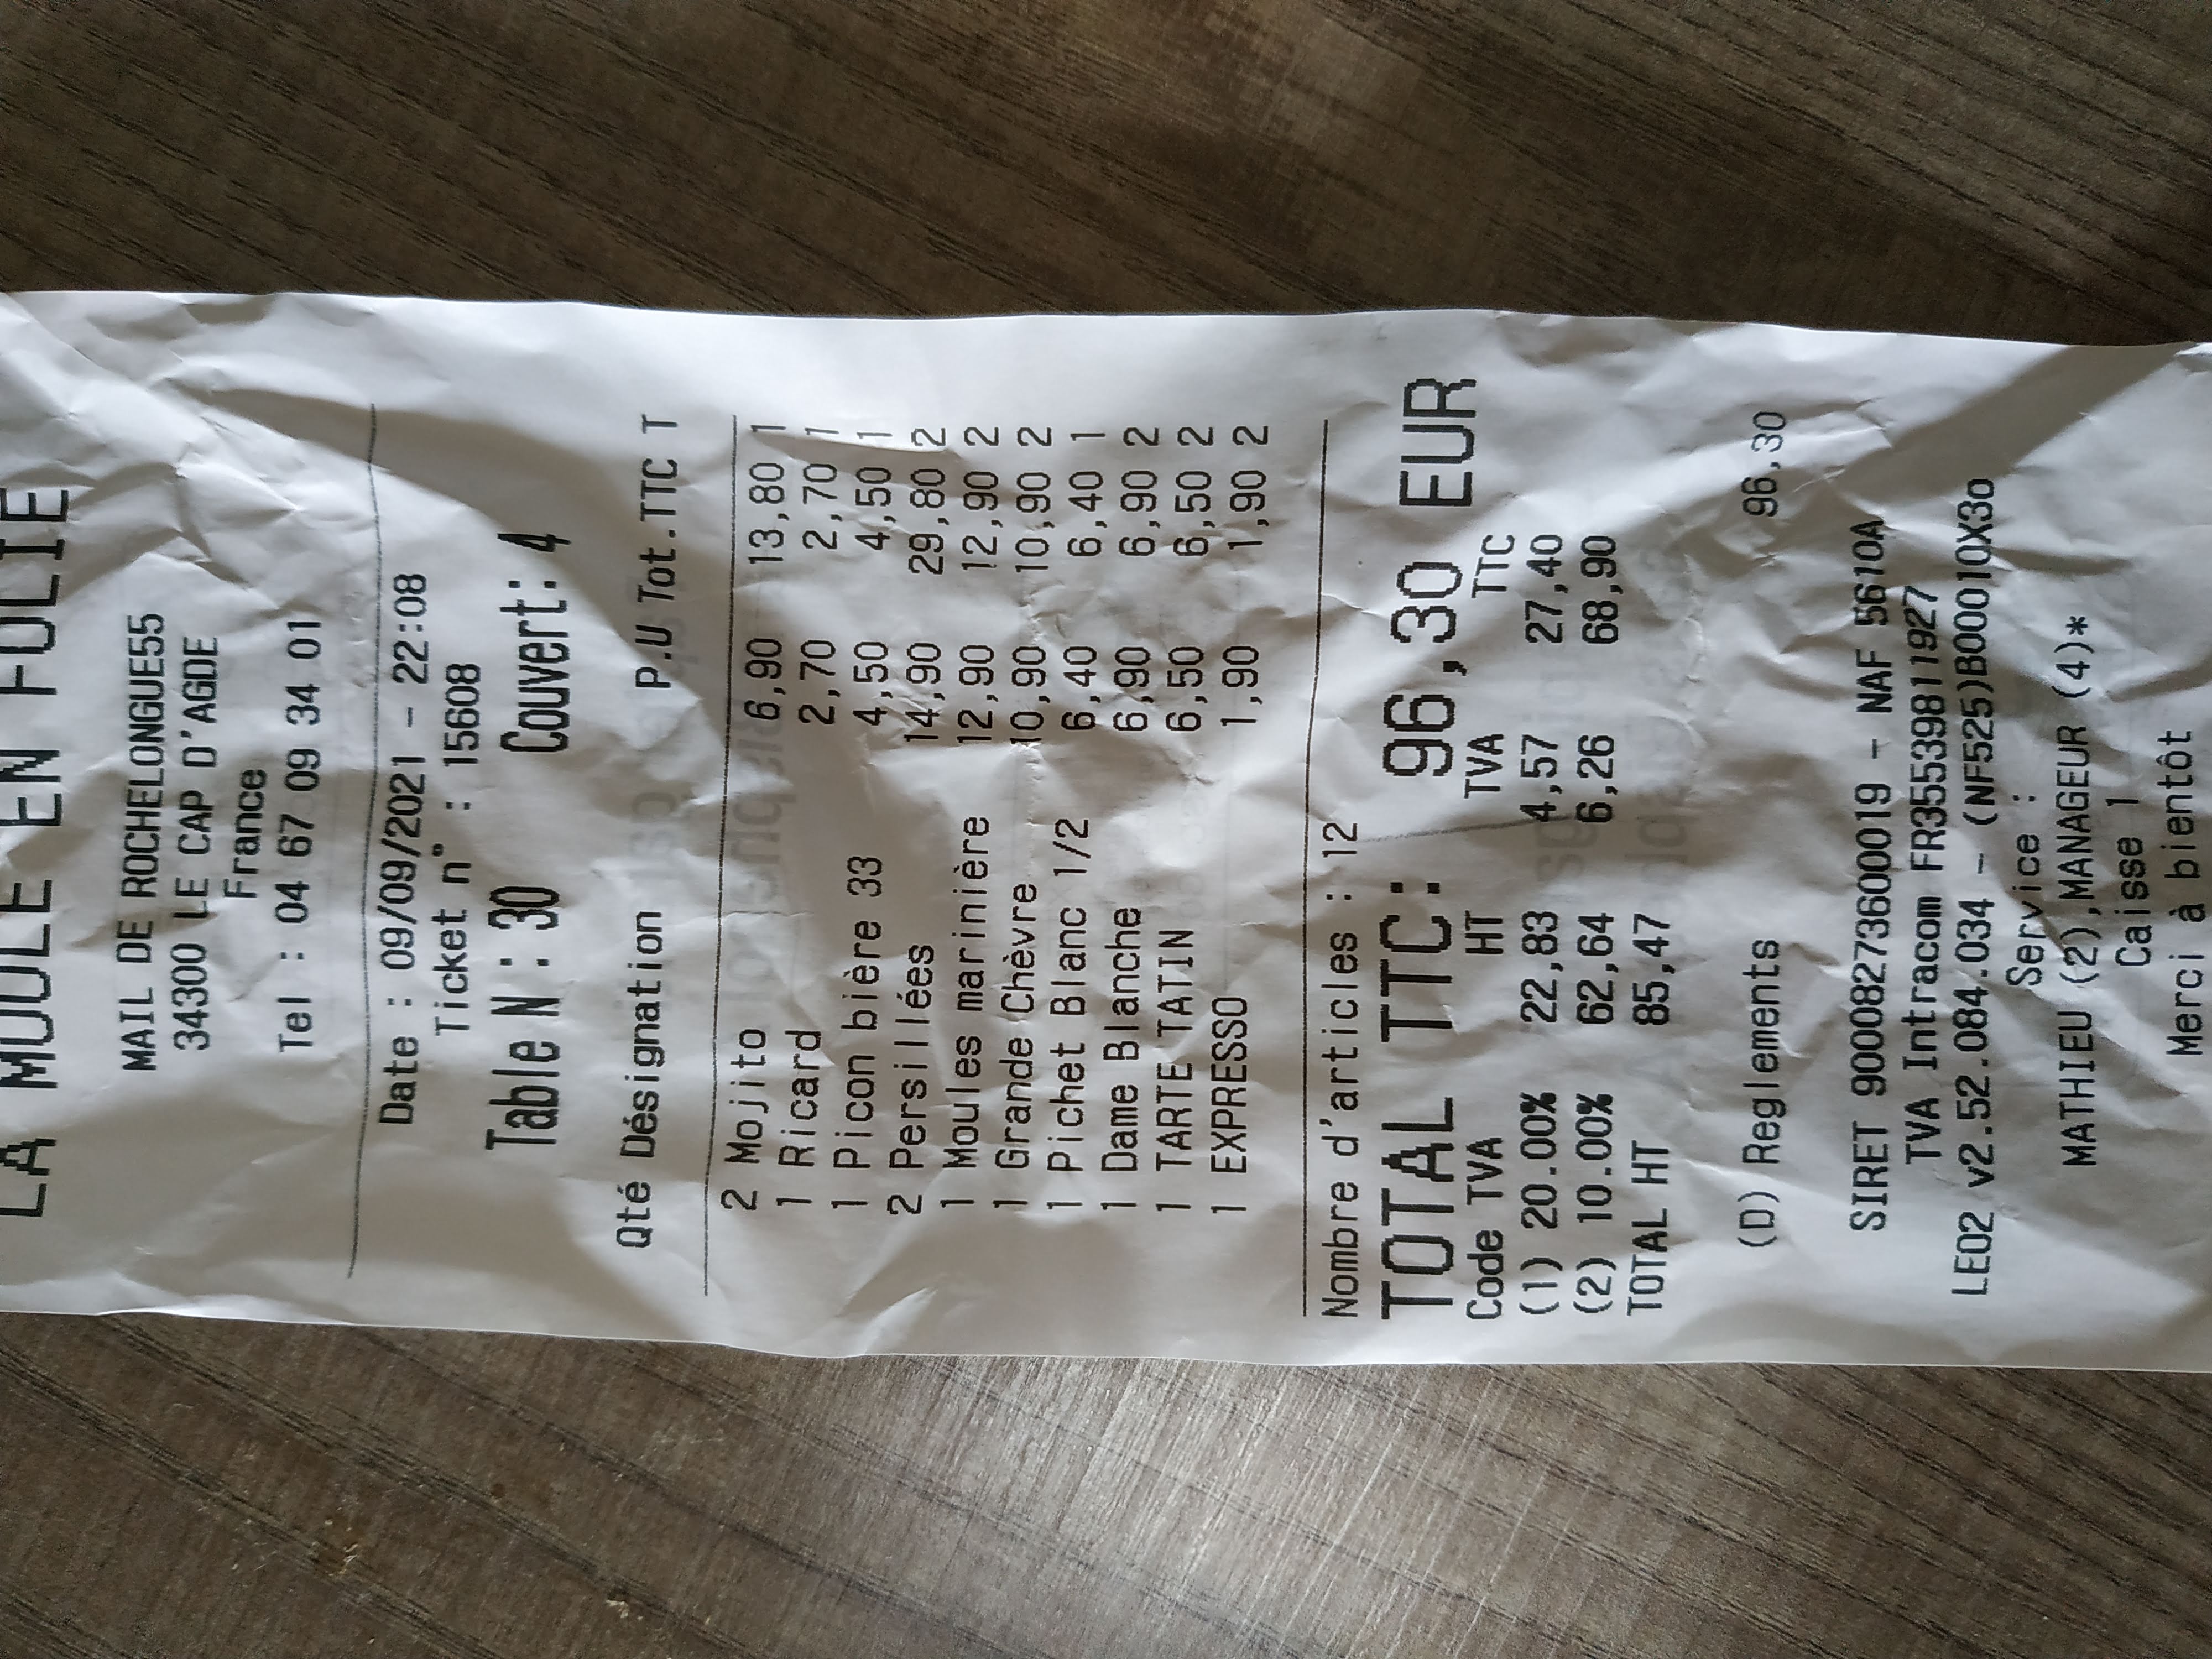 LA MOULE EN FOLIE
MAIL DE ROCHELONGUE55
34300 LE CAP D'AGDE
France
Tel : 04 67 09 34 01
Date : 09/09/2021 - 22:08
Ticket n° : 15608
Table N : 30 Couvert: 4
Qté Désignation P.U Tot.TTC T
2 Mojito 6,90 13,80 1
1 Ricard 2,70 2,70 1
1 Picon bière 33 4,50 4,50 1
2 Persillées 14,90 29,80 2
1 Moules marinière 12,90 12,90 2
1 Grande Chèvre 10,90 10,90 2
1 Pichet Blanc 1/2 6,40 6,40 1
1 Dame Blanche 6,90 6,90 2
1 TARTE TATIN 6,50 6,50 2
1 EXPRESSO 1,90 1,90 2
Nombre d'articles : 12
TOTAL TTC: 96,30 EUR
Code TVA HT TVA TTC
(1) 20.00% 22,83 4,57 27,40
(2) 10.00% 62,64 6,26 68,90
TOTAL HT 85,47
(D) Reglements 96,30
SIRET 90008273600019 - NAF 5610A
TVA Intracom FR35539811927
LEO2 v2.52.084.034 - (NF525)B00010X3o
Service :
MATHIEU (2),MANAGEUR (4)*
Caisse 1
Merci à bientôt